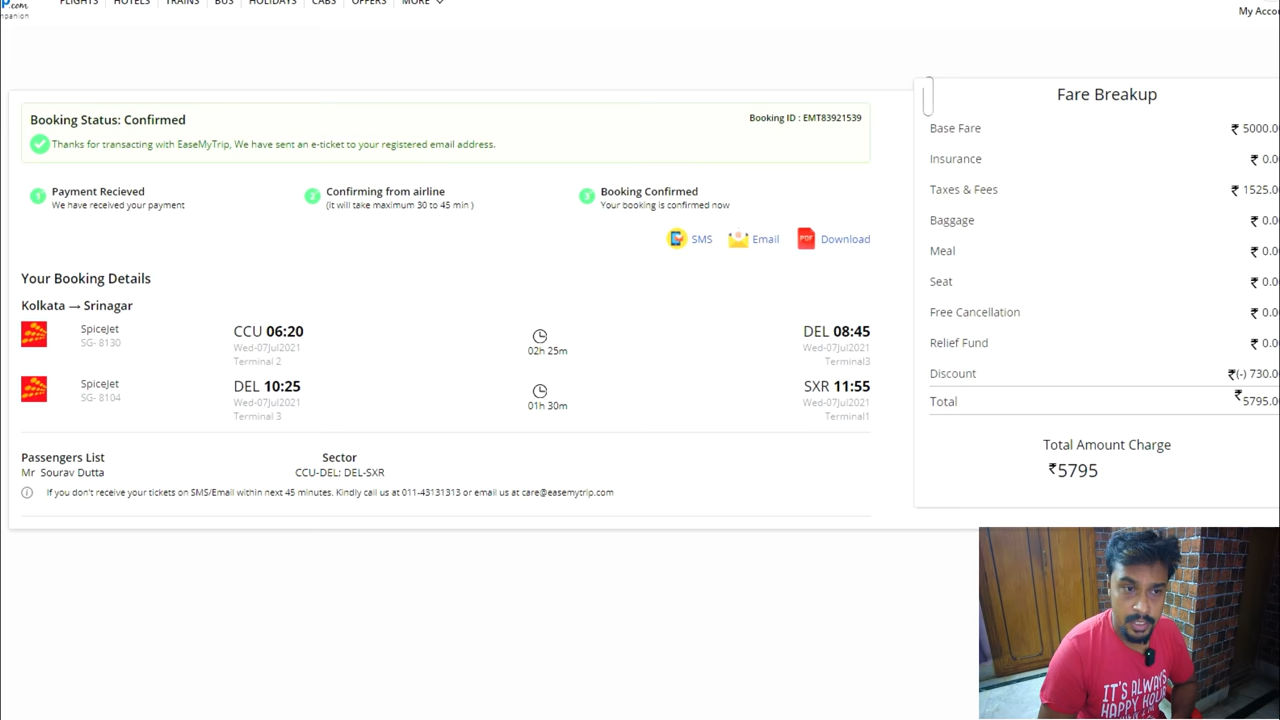 p.com
mpanion
FLIGHTS HOTELS TRAINS BUS HOLIDAYS CABS OFFERS MORE
My Acco
Booking Status: Confirmed
Booking ID : EMT83921539
Thanks for transacting with EaseMyTrip, We have sent an e-ticket to your registered email address.
1 Payment Recieved
We have received your payment
2 Confirming from airline
(it will take maximum 30 to 45 min )
3 Booking Confirmed
Your booking is confirmed now
SMS Email PDF Download
Your Booking Details
Kolkata → Srinagar
SpiceJet
SG- 8130
CCU 06:20
Wed-07Jul2021
Terminal 2
02h 25m
DEL 08:45
Wed-07Jul2021
Terminal3
SpiceJet
SG- 8104
DEL 10:25
Wed-07Jul2021
Terminal 3
01h 30m
SXR 11:55
Wed-07Jul2021
Terminal1
Passengers List Sector
Mr Sourav Dutta CCU-DEL: DEL-SXR
If you don't receive your tickets on SMS/Email within next 45 minutes. Kindly call us at 011-43131313 or email us at care@easemytrip.com
Fare Breakup
Base Fare ₹ 5000.0
Insurance ₹ 0.0
Taxes & Fees ₹ 1525.0
Baggage ₹ 0.0
Meal ₹ 0.0
Seat ₹ 0.0
Free Cancellation ₹ 0.0
Relief Fund ₹ 0.0
Discount ₹(-) 730.0
Total ₹5795.0
Total Amount Charge
₹5795
IT'S ALWAYS
HAPPY HOUR